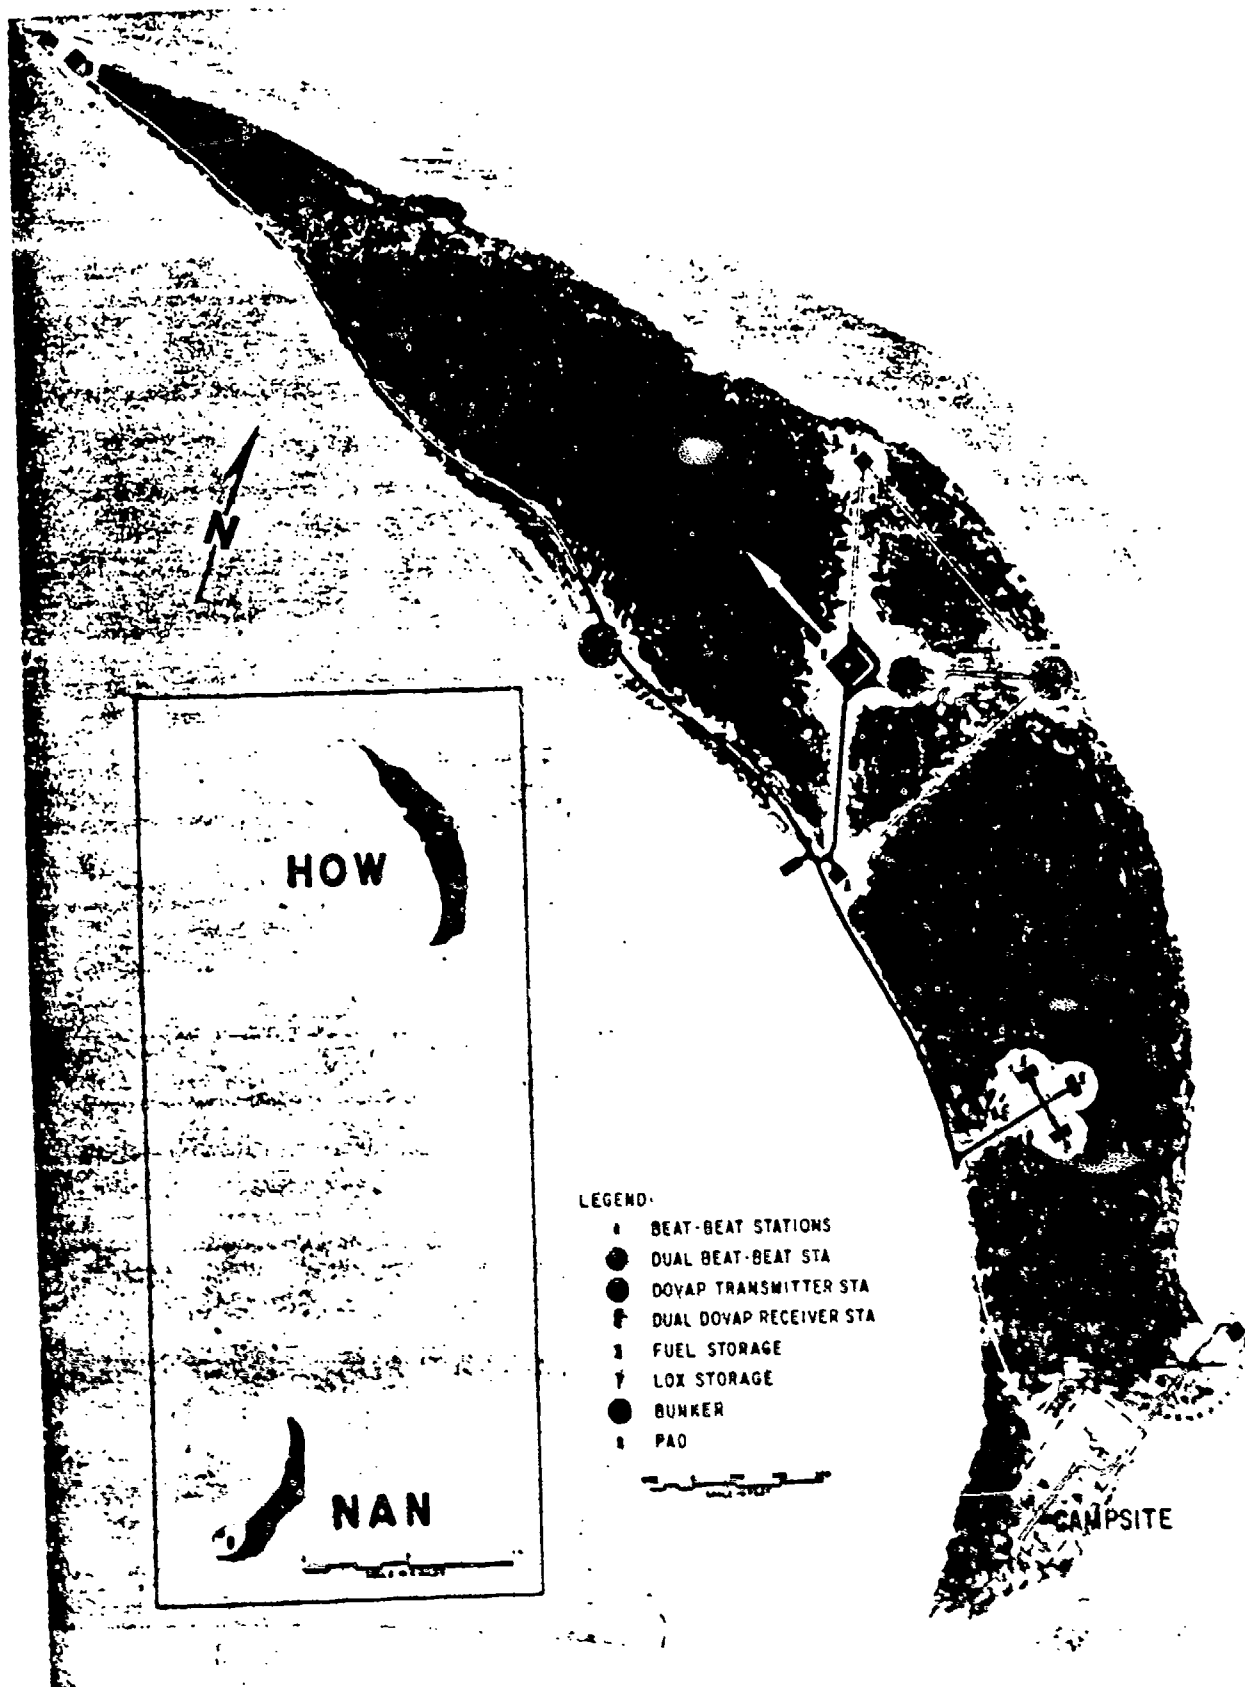 N
HOW
NAN
LEGEND:
BEAT-BEAT STATIONS
DUAL BEAT-BEAT STA
DOVAP TRANSMITTER STA
DUAL DOVAP RECEIVER STA
FUEL STORAGE
LOX STORAGE
BUNKER
PAD
CAMPSITE